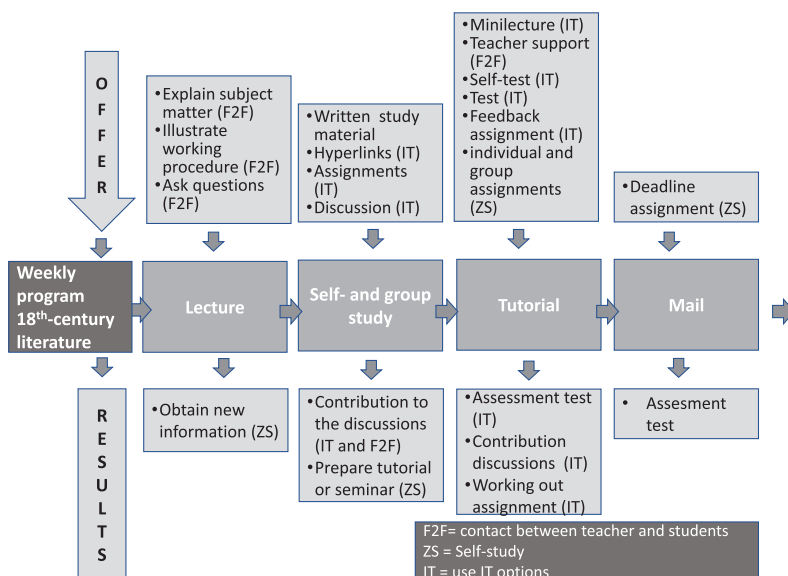 O
F
F
E
R
•Explain subject
matter (F2F)
•Illustrate
working
procedure (F2F)
•Ask questions
(F2F)
•Written study
material
•Hyperlinks (IT)
•Assignments
(IT)
•Discussion (IT)
•Minilecture (IT)
•Teacher support
(F2F)
•Self-test (IT)
•Test (IT)
•Feedback
assignment (IT)
•individual and
group
assignments
(ZS)
•Deadline
assignment (ZS)
Weekly
program
18th-century
literature
Lecture
Self- and group
study
Tutorial
Mail
R
E
S
U
L
T
S
•Obtain new
information (ZS)
•Contribution to
the discussions
(IT and F2F)
•Prepare tutorial
or seminar (ZS)
•Assessment test
(IT)
•Contribution
discussions (IT)
•Working out
assignment (IT)
• Assesment
test
F2F= contact between teacher and students
ZS = Self-study
IT = use IT options